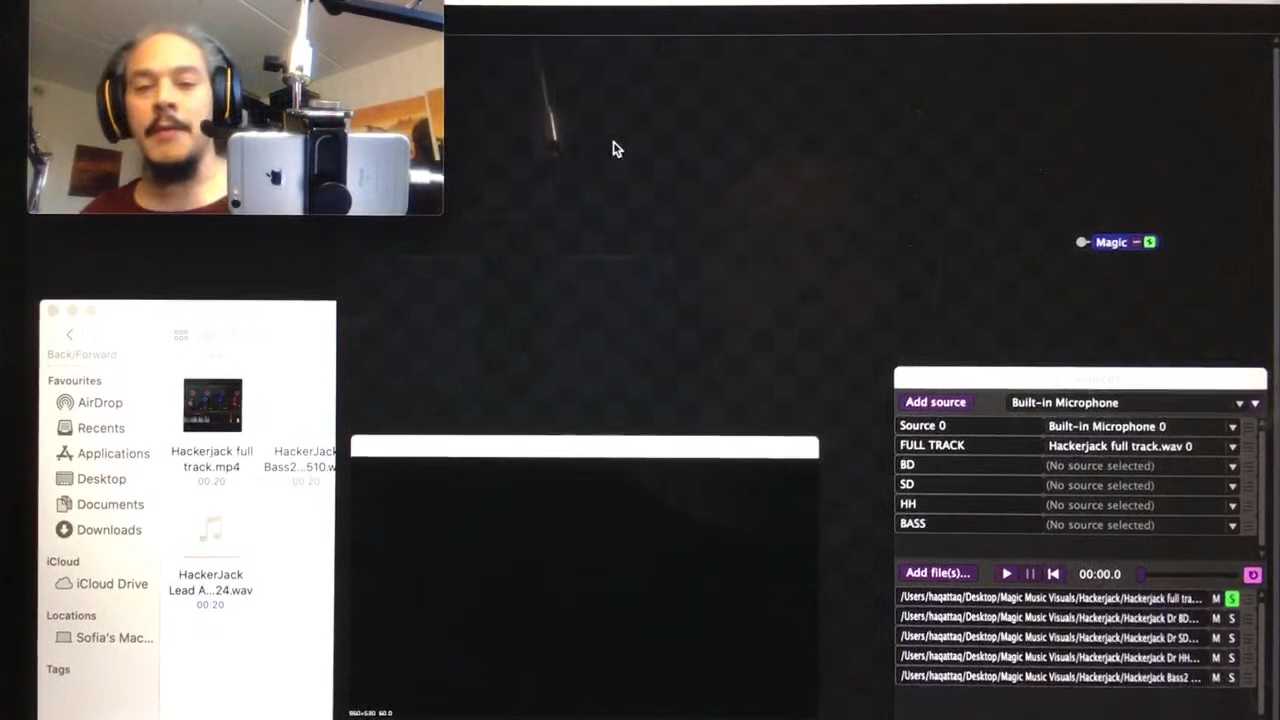 Magic
Back/Forward
Favourites
AirDrop
Recents
Applications
Desktop
Documents
Downloads
iCloud
iCloud Drive
Locations
Sofia's Mac...
Tags
Hackerjack full
track.mp4
00:20
HackerJack
Bass2...510.w
00:20
HackerJack
Lead A...24.wav
00:20
960x530 60.0
Add source
Built-in Microphone
Source 0
Built-in Microphone 0
FULL TRACK
Hackerjack full track.wav 0
BD
(No source selected)
SD
(No source selected)
HH
(No source selected)
BASS
(No source selected)
Add file(s)...
00:00.0
/Users/haqattaq/Desktop/Magic Music Visuals/Hackerjack/Hackerjack full tra... M S
/Users/haqattaq/Desktop/Magic Music Visuals/Hackerjack/HackerJack Dr BD... M S
/Users/haqattaq/Desktop/Magic Music Visuals/Hackerjack/HackerJack Dr SD... M S
/Users/haqattaq/Desktop/Magic Music Visuals/Hackerjack/HackerJack Dr HH... M S
/Users/haqattaq/Desktop/Magic Music Visuals/Hackerjack/HackerJack Bass2 ... M S